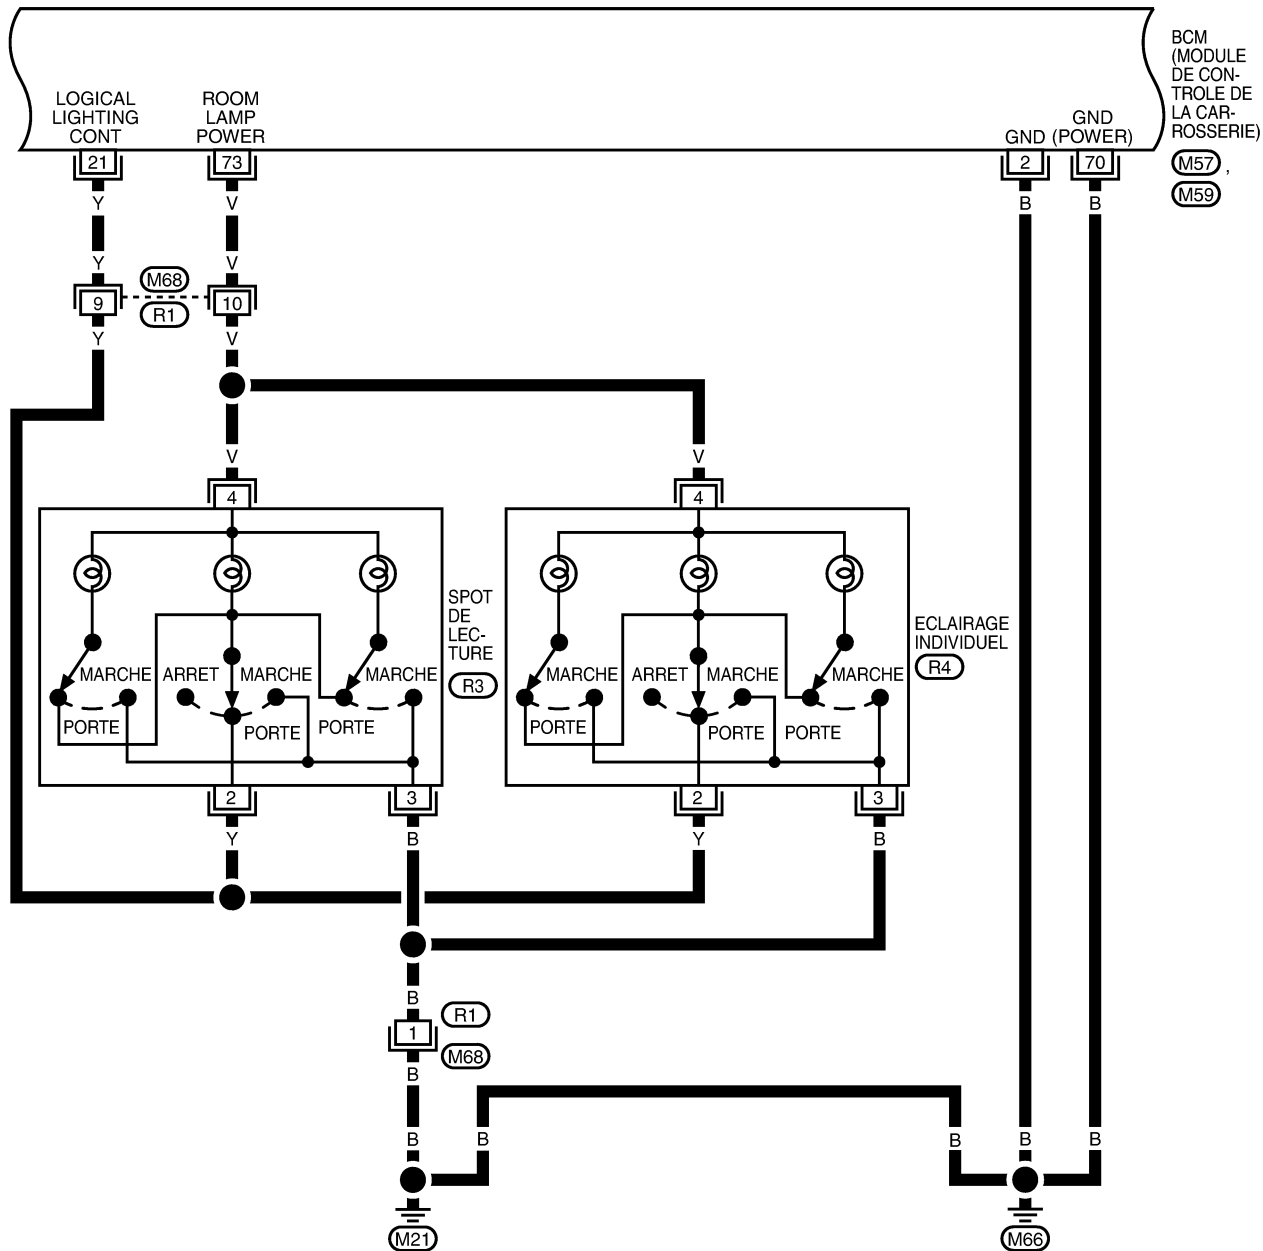 BCM
(MODULE
DE CON-
TROLE DE
LA CAR-
ROSSERIE)
M57 ,
M59
LOGICAL
LIGHTING
CONT
ROOM
LAMP
POWER
GND
GND
(POWER)
21
73
2
70
Y
V
B
B
Y
V
M68
9
10
R1
Y
V
V
V
4
4
SPOT
DE
LEC-
TURE
R3
ECLAIRAGE
INDIVIDUEL
R4
MARCHE
ARRET
MARCHE
MARCHE
PORTE
PORTE
PORTE
MARCHE
ARRET
MARCHE
MARCHE
PORTE
PORTE
PORTE
2
3
2
3
Y
B
Y
B
B
R1
1
M68
B
B
B
B
B
B
M21
M66